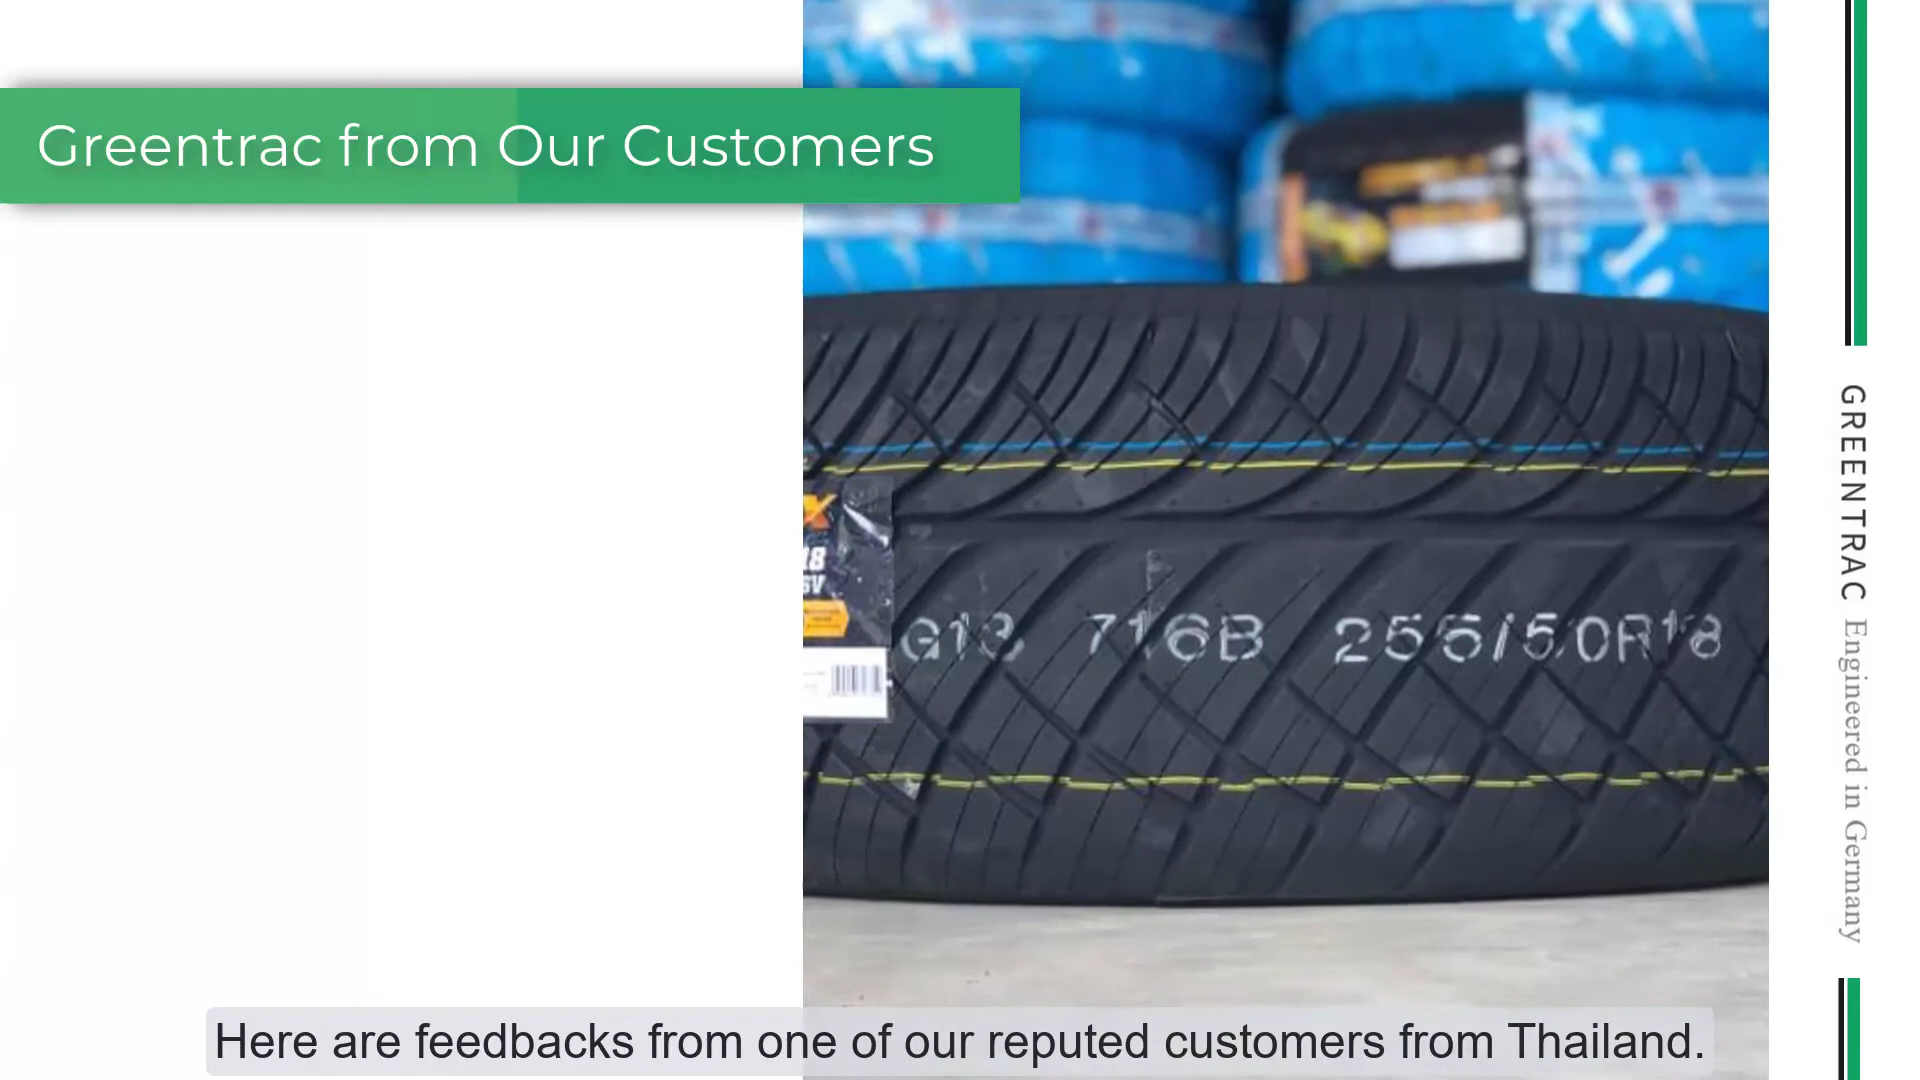 Greentrac from Our Customers
X
18
G13 716B 255/50R18
GREENTRAC Engineered in Germany
Here are feedbacks from one of our reputed customers from Thailand.